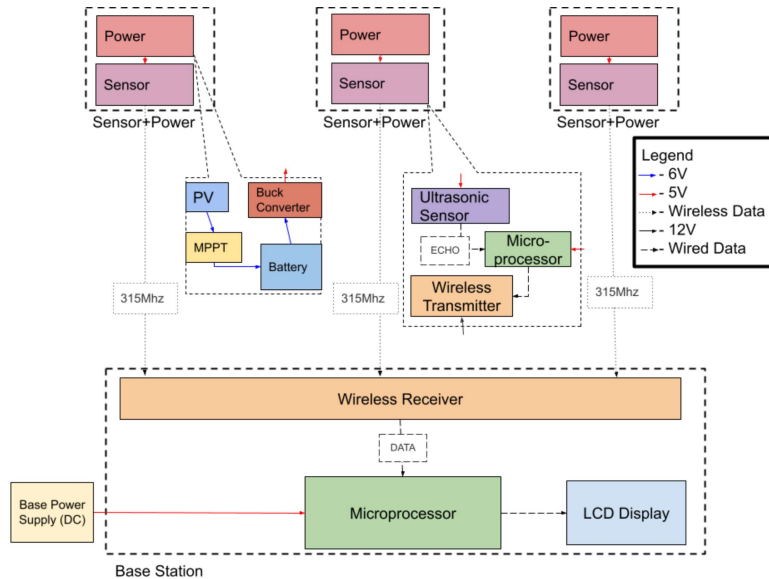 Power
Sensor
Sensor+Power
Power
Sensor
Sensor+Power
Power
Sensor
Sensor+Power
PV
MPPT
Buck
Converter
Battery
Ultrasonic
Sensor
ECHO
Micro-
processor
Wireless
Transmitter
Legend
- 6V
- 5V
- Wireless Data
- 12V
- Wired Data
315Mhz
315Mhz
315Mhz
Wireless Receiver
DATA
Base Power
Supply (DC)
Microprocessor
LCD Display
Base Station